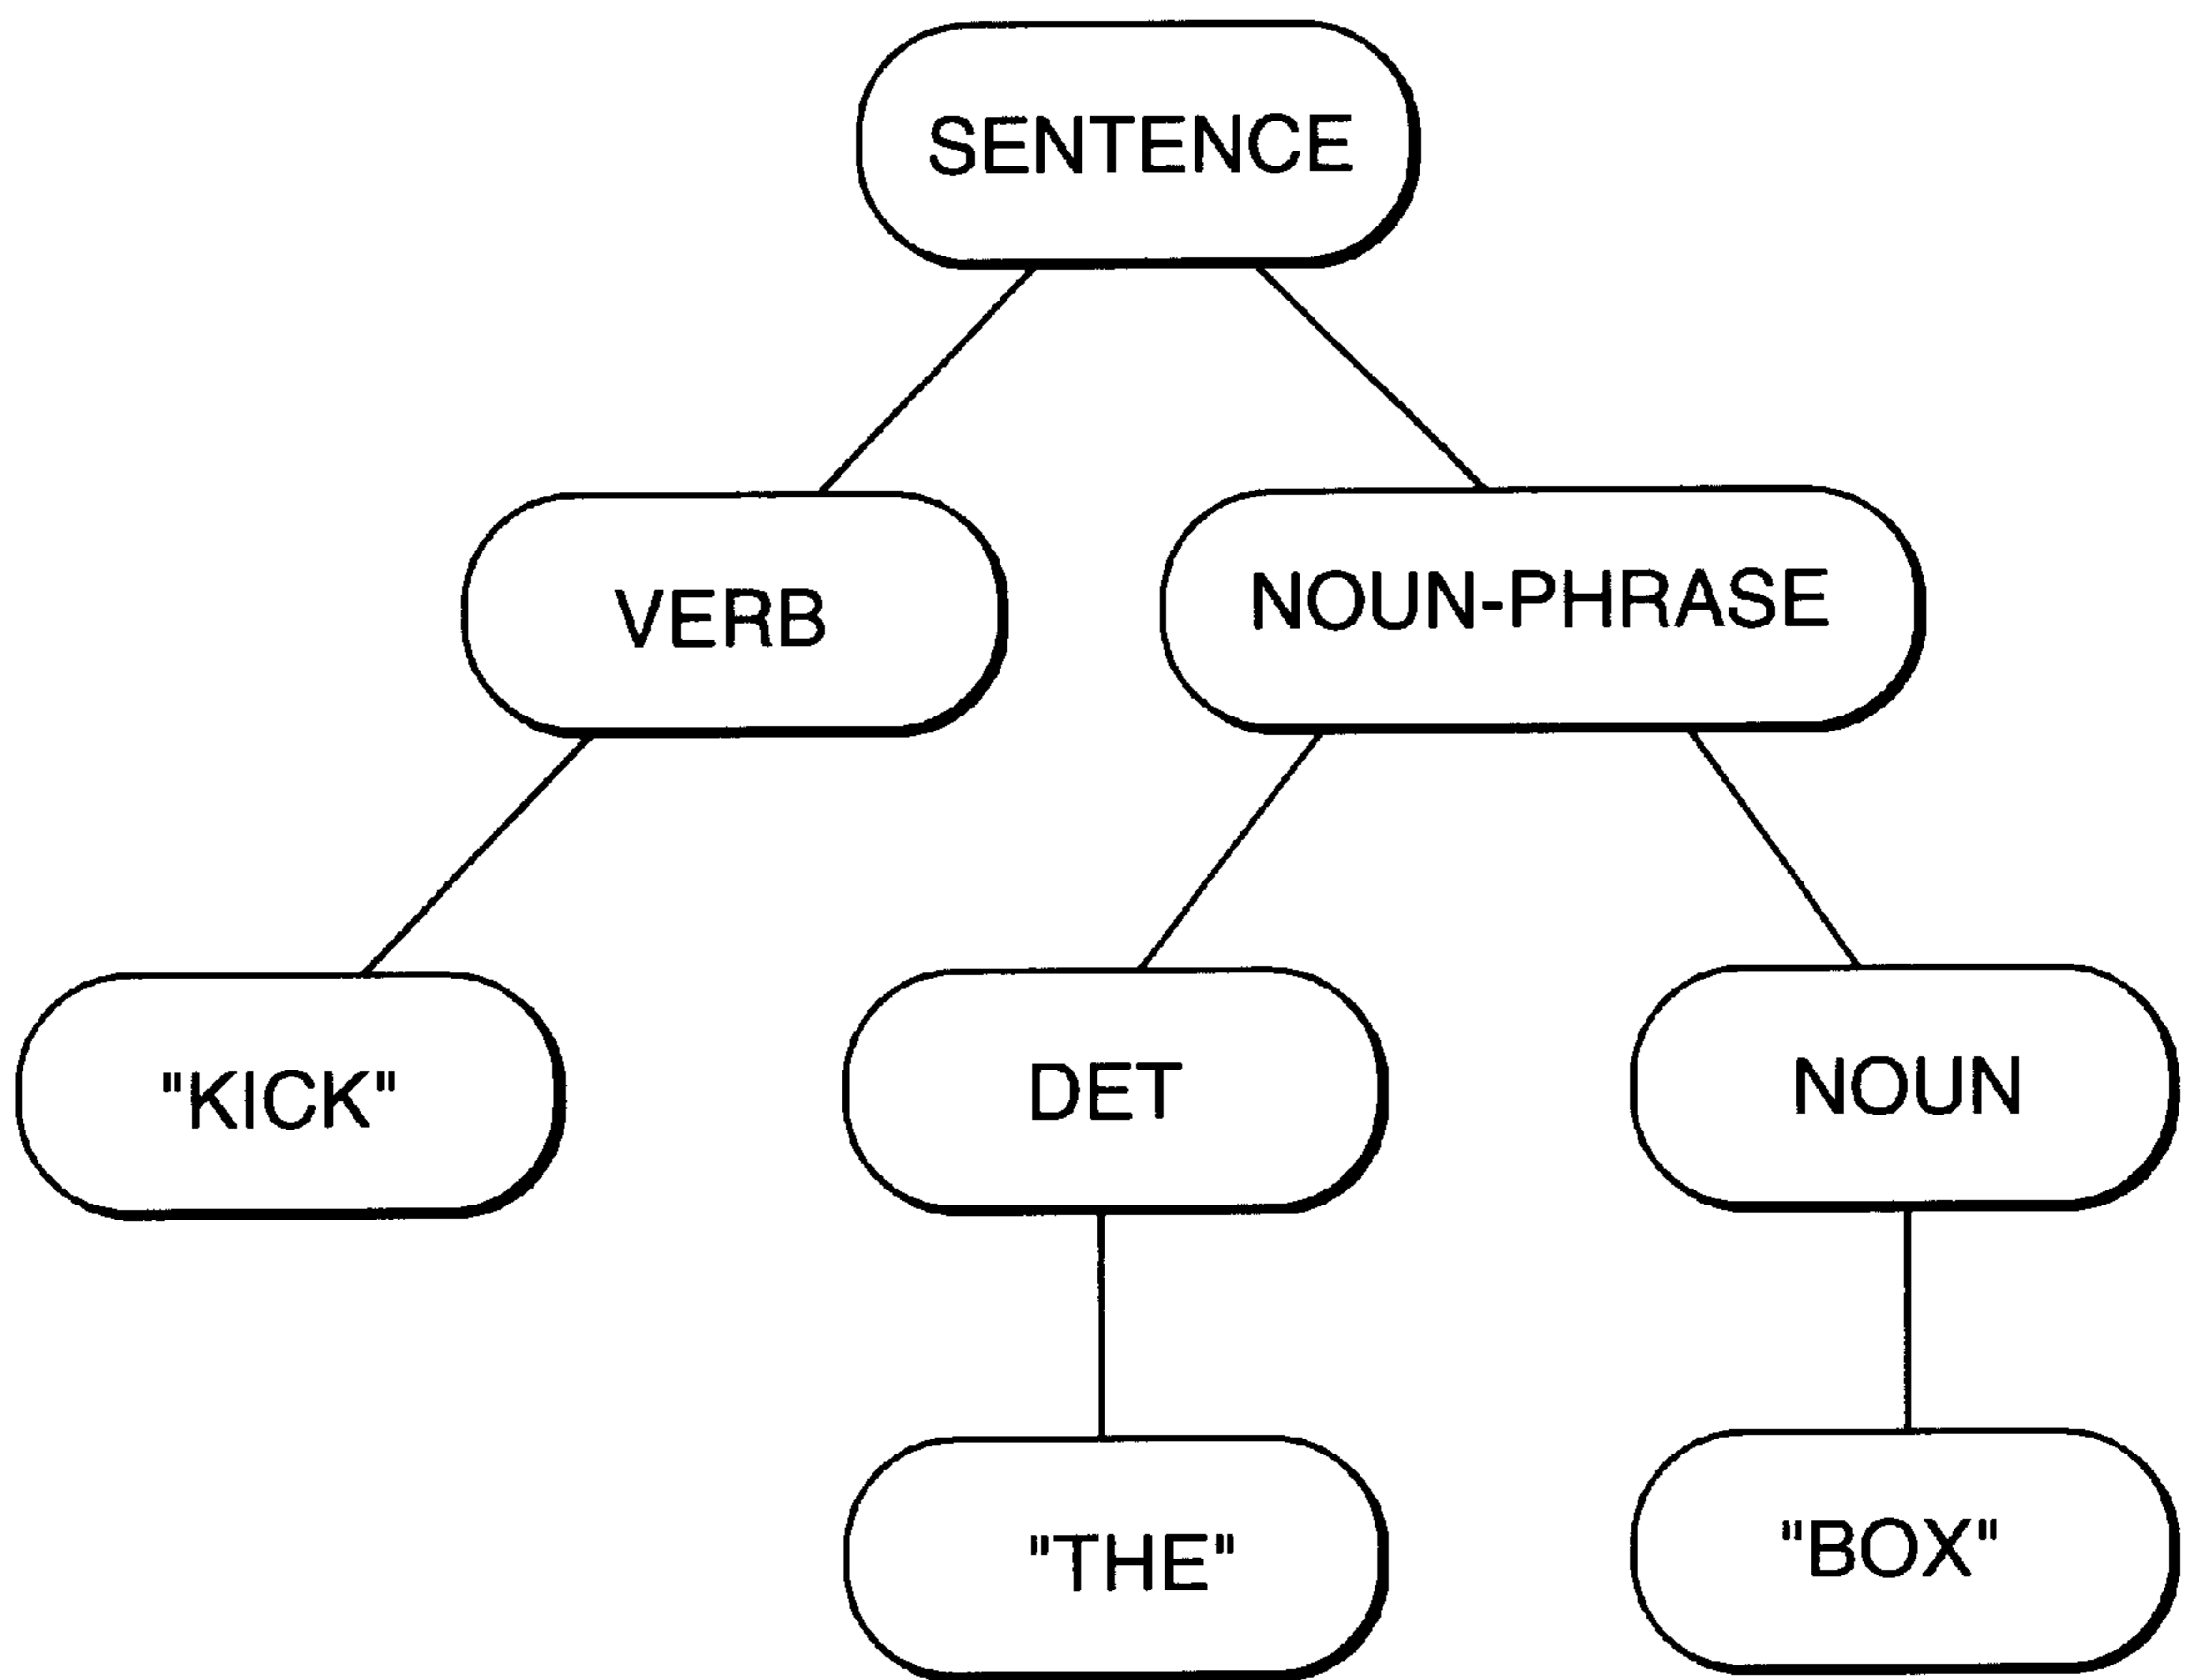 SENTENCE
VERB
NOUN-PHRASE
"KICK"
DET
NOUN
"THE"
"BOX"